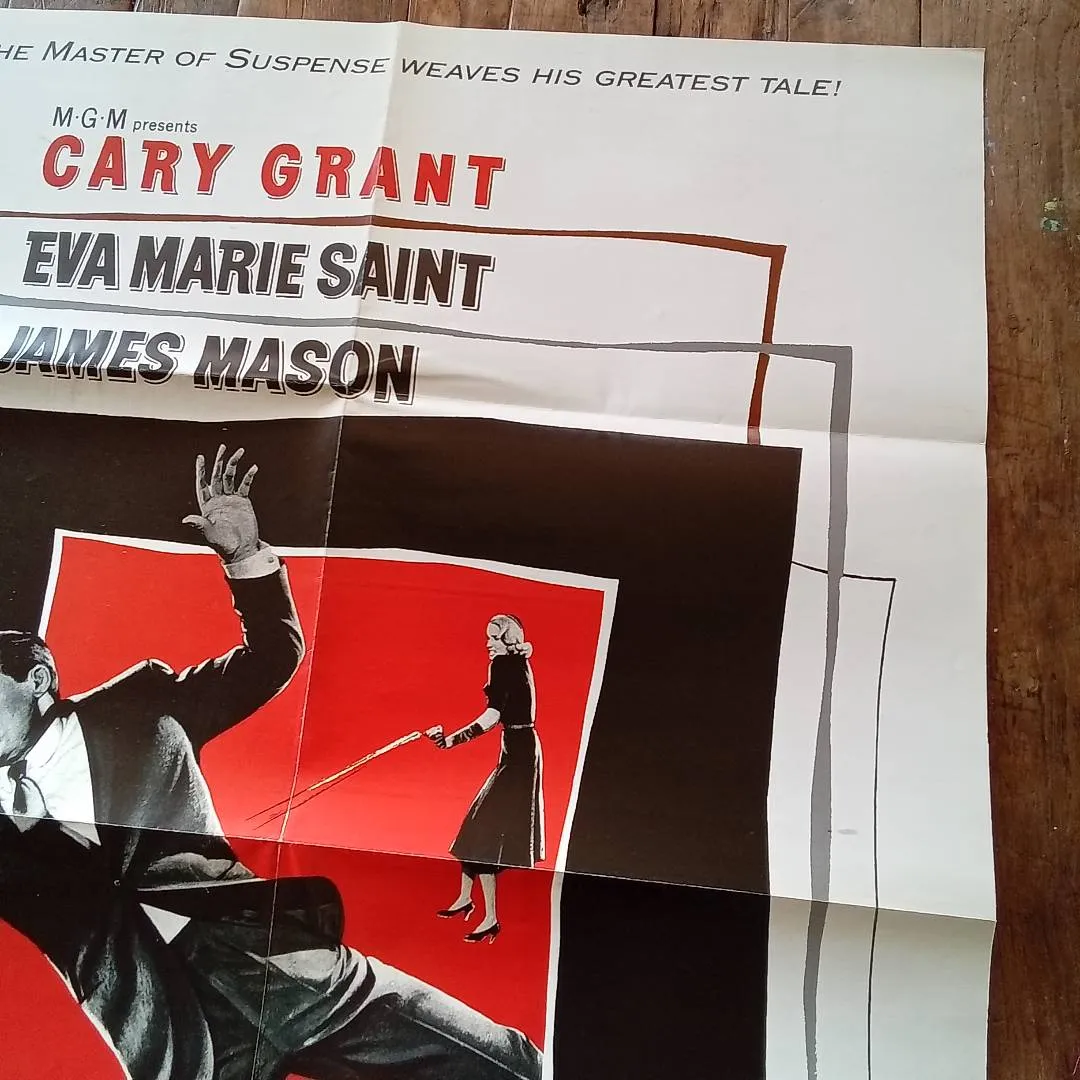 HE MASTER OF SUSPENSE WEAVES HIS GREATEST TALE!
M·G·M presents
CARY GRANT
EVA MARIE SAINT
JAMES MASON